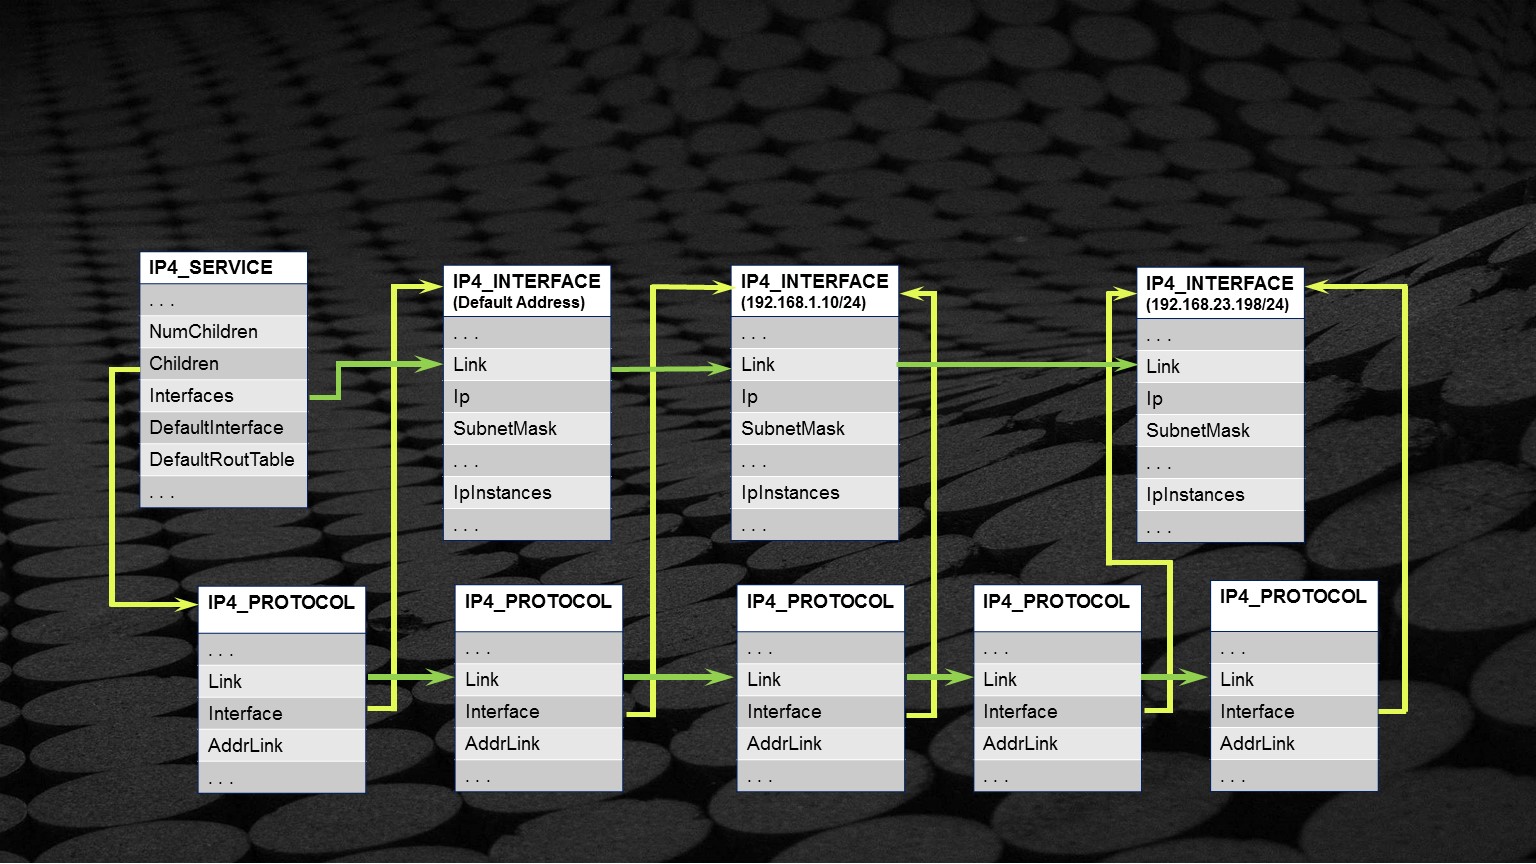 IP4_SERVICE
. . .
NumChildren
Children
Interfaces
DefaultInterface
DefaultRoutTable
. . .
IP4_INTERFACE
(Default Address)
. . .
Link
Ip
SubnetMask
. . .
IpInstances
. . .
IP4_INTERFACE
(192.168.1.10/24)
. . .
Link
Ip
SubnetMask
. . .
IpInstances
. . .
IP4_INTERFACE
(192.168.23.198/24)
. . .
Link
Ip
SubnetMask
. . .
IpInstances
. . .
IP4_PROTOCOL
. . .
Link
Interface
AddrLink
. . .
IP4_PROTOCOL
. . .
Link
Interface
AddrLink
. . .
IP4_PROTOCOL
. . .
Link
Interface
AddrLink
. . .
IP4_PROTOCOL
. . .
Link
Interface
AddrLink
. . .
IP4_PROTOCOL
. . .
Link
Interface
AddrLink
. . .